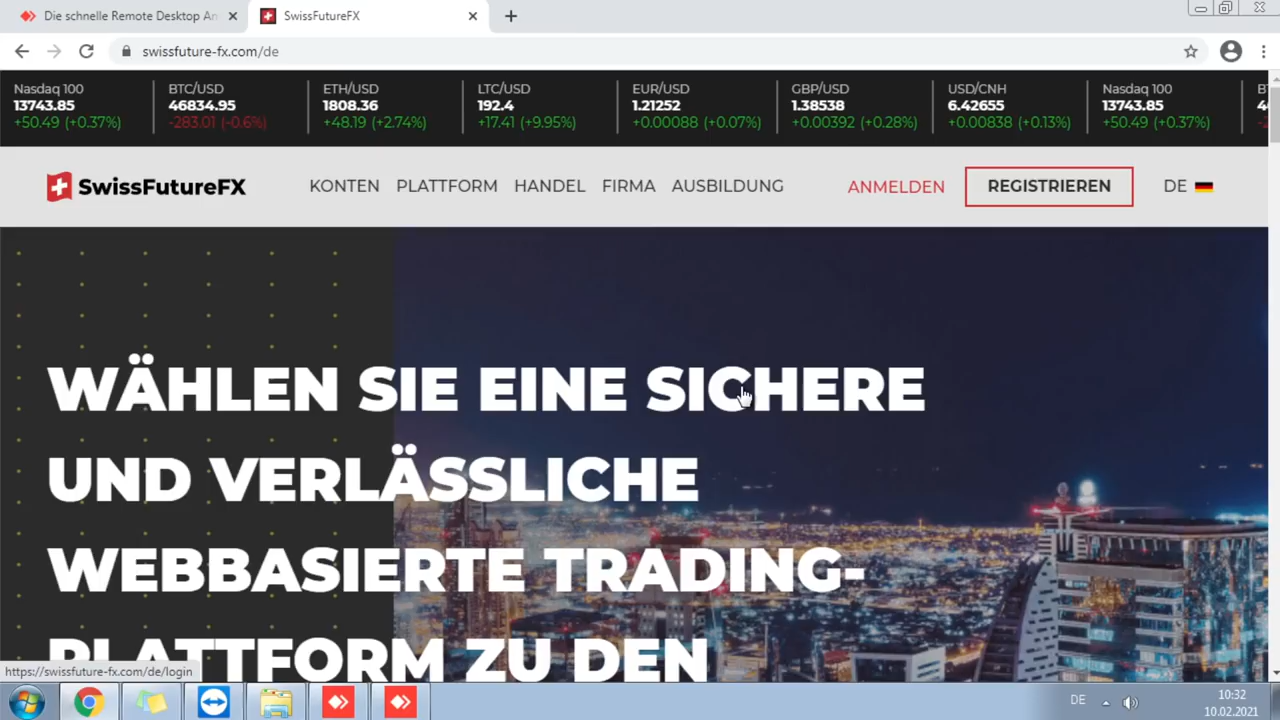 Die schnelle Remote Desktop An
SwissFutureFX
swissfuture-fx.com/de
Nasdaq 100 BTC/USD ETH/USD LTC/USD EUR/USD GBP/USD USD/CNH Nasdaq 100
13743.85 46834.95 1808.36 192.4 1.21252 1.38538 6.42655 13743.85
+50.49 (+0.37%) -283.01 (-0.6%) +48.19 (+2.74%) +17.41 (+9.95%) +0.00088 (+0.07%) +0.00392 (+0.28%) +0.00838 (+0.13%) +50.49 (+0.37%)
SwissFutureFX KONTEN PLATTFORM HANDEL FIRMA AUSBILDUNG ANMELDEN REGISTRIEREN DE
WÄHLEN SIE EINE SICHERE
UND VERLÄSSLICHE
WEBBASIERTE TRADING-
PLATTFORM ZU DEN
https://swissfuture-fx.com/de/login
DE 10:32
10.02.2021